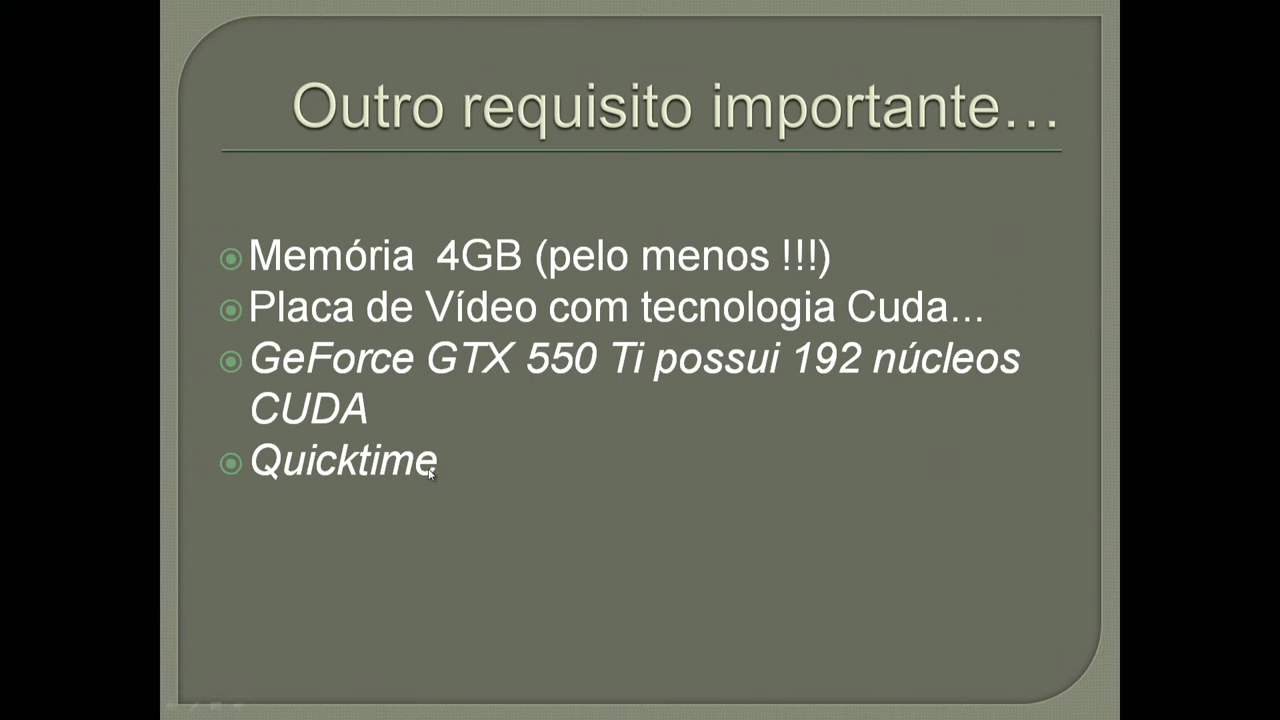 Outro requisito importante…
Memória 4GB (pelo menos !!!)
Placa de Vídeo com tecnologia Cuda...
GeForce GTX 550 Ti possui 192 núcleos
CUDA
Quicktime